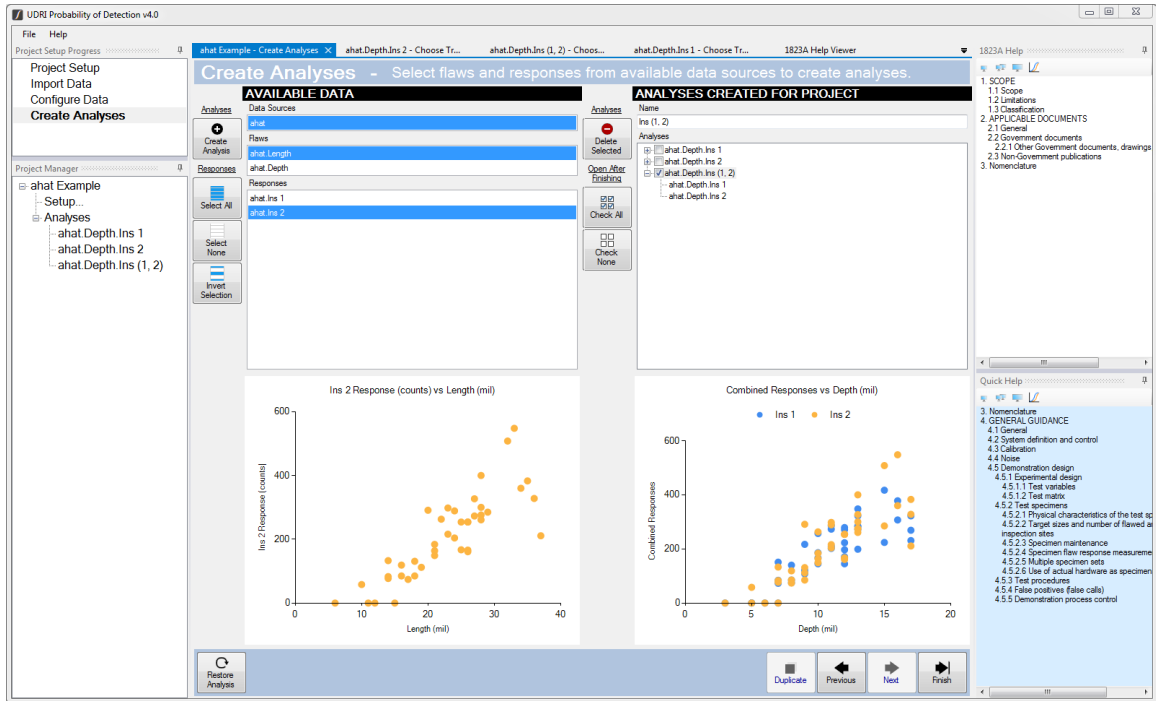 UDRI Probability of Detection v4.0
File Help
Project Setup Progress
Project Setup
Import Data
Configure Data
Create Analyses
Project Manager
ahat Example
Setup...
Analyses
ahat.Depth.Ins 1
ahat.Depth.Ins 2
ahat.Depth.Ins (1, 2)
ahat Example - Create Analyses X ahat.Depth.Ins 2 - Choose Tr... ahat.Depth.Ins (1, 2) - Choos... ahat.Depth.Ins 1 - Choose Tr... 1823A Help Viewer
Create Analyses - Select flaws and responses from available data sources to create analyses.
Analyses
Create
Analysis
Responses
Select All
Select
None
Invert
Selection
AVAILABLE DATA
Data Sources
ahat
Flaws
ahat.Length
ahat.Depth
Responses
ahat.Ins 1
ahat.Ins 2
Analyses
Delete
Selected
Open After
Finishing
Check All
Check
None
ANALYSES CREATED FOR PROJECT
Name
Ins (1, 2)
Analyses
ahat.Depth.Ins 1
ahat.Depth.Ins 2
ahat.Depth.Ins (1, 2)
ahat.Depth.Ins 1
ahat.Depth.Ins 2
Ins 2 Response (counts) vs Length (mil)
Ins 2 Response (counts)
600
400
200
0
0 10 20 30 40
Length (mil)
Combined Responses vs Depth (mil)
Ins 1 Ins 2
Combined Responses
600
400
200
0
0 5 10 15 20
Depth (mil)
Restore
Analysis
Duplicate
Previous
Next
Finish
1823A Help
1. SCOPE
1.1 Scope
1.2 Limitations
1.3 Classification
2. APPLICABLE DOCUMENTS
2.1 General
2.2 Government documents
2.2.1 Other Government documents, drawings
2.3 Non-Government publications
3. Nomenclature
Quick Help
3. Nomenclature
4. GENERAL GUIDANCE
4.1 General
4.2 System definition and control
4.3 Calibration
4.4 Noise
4.5 Demonstration design
4.5.1 Experimental design
4.5.1.1 Test variables
4.5.1.2 Test matrix
4.5.2 Test specimens
4.5.2.1 Physical characteristics of the test sp
4.5.2.2 Target sizes and number of flawed a
inspection sites
4.5.2.3 Specimen maintenance
4.5.2.4 Specimen flaw response measureme
4.5.2.5 Multiple specimen sets
4.5.2.6 Use of actual hardware as specimen
4.5.3 Test procedures
4.5.4 False positives (false calls)
4.5.5 Demonstration process control